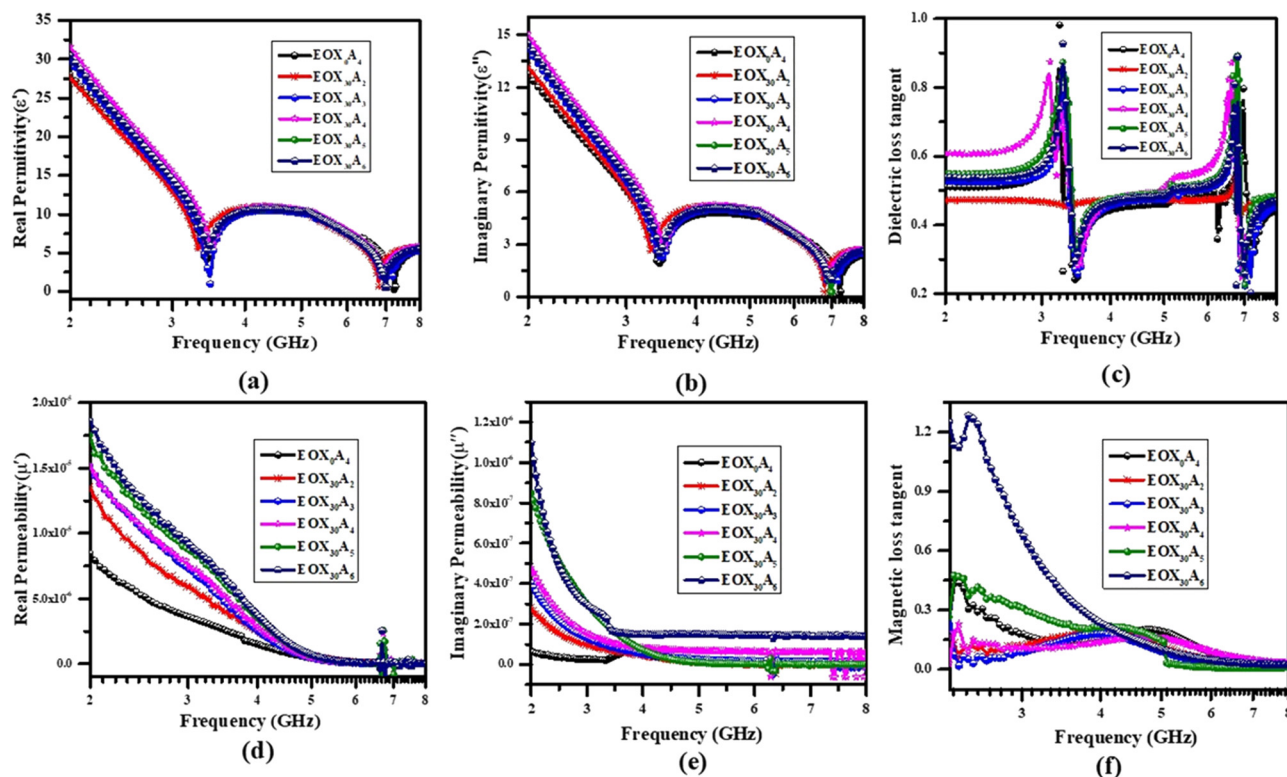 Real Permitivity(ε')
35
30
25
20
15
10
5
0
2
3
4
5
6
7
8
EOX₀A₄
EOX₃₀A₂
EOX₃₀A₃
EOX₃₀A₄
EOX₃₀A₅
EOX₃₀A₆
Frequency (GHz)
(a)
Imaginary Permitivity(ε'')
15
12
9
6
3
0
2
3
4
5
6
7
8
EOX₀A₄
EOX₃₀A₂
EOX₃₀A₃
EOX₃₀A₄
EOX₃₀A₅
EOX₃₀A₆
Frequency (GHz)
(b)
Dielectric loss tangent
1.0
0.8
0.6
0.4
0.2
2
3
4
5
6
7
8
EOX₀A₄
EOX₃₀A₂
EOX₃₀A₃
EOX₃₀A₄
EOX₃₀A₅
EOX₃₀A₆
Frequency (GHz)
(c)
Real Permeability(μ')
2.0x10⁻⁶
1.5x10⁻⁶
1.0x10⁻⁶
5.0x10⁻⁶
0.0
2
3
4
5
6
7
8
EOX₀A₄
EOX₃₀A₂
EOX₃₀A₃
EOX₃₀A₄
EOX₃₀A₅
EOX₃₀A₆
Frequency (GHz)
(d)
Imaginary Permeability(μ'')
1.2x10⁻⁶
1.0x10⁻⁶
8.0x10⁻⁷
6.0x10⁻⁷
4.0x10⁻⁷
2.0x10⁻⁷
0.0
2
3
4
5
6
7
8
EOX₀A₄
EOX₃₀A₂
EOX₃₀A₃
EOX₃₀A₄
EOX₃₀A₅
EOX₃₀A₆
Frequency (GHz)
(e)
Magnetic loss tangent
1.2
0.9
0.6
0.3
0.0
3
4
5
6
7
8
EOX₀A₄
EOX₃₀A₂
EOX₃₀A₃
EOX₃₀A₄
EOX₃₀A₅
EOX₃₀A₆
Frequency (GHz)
(f)